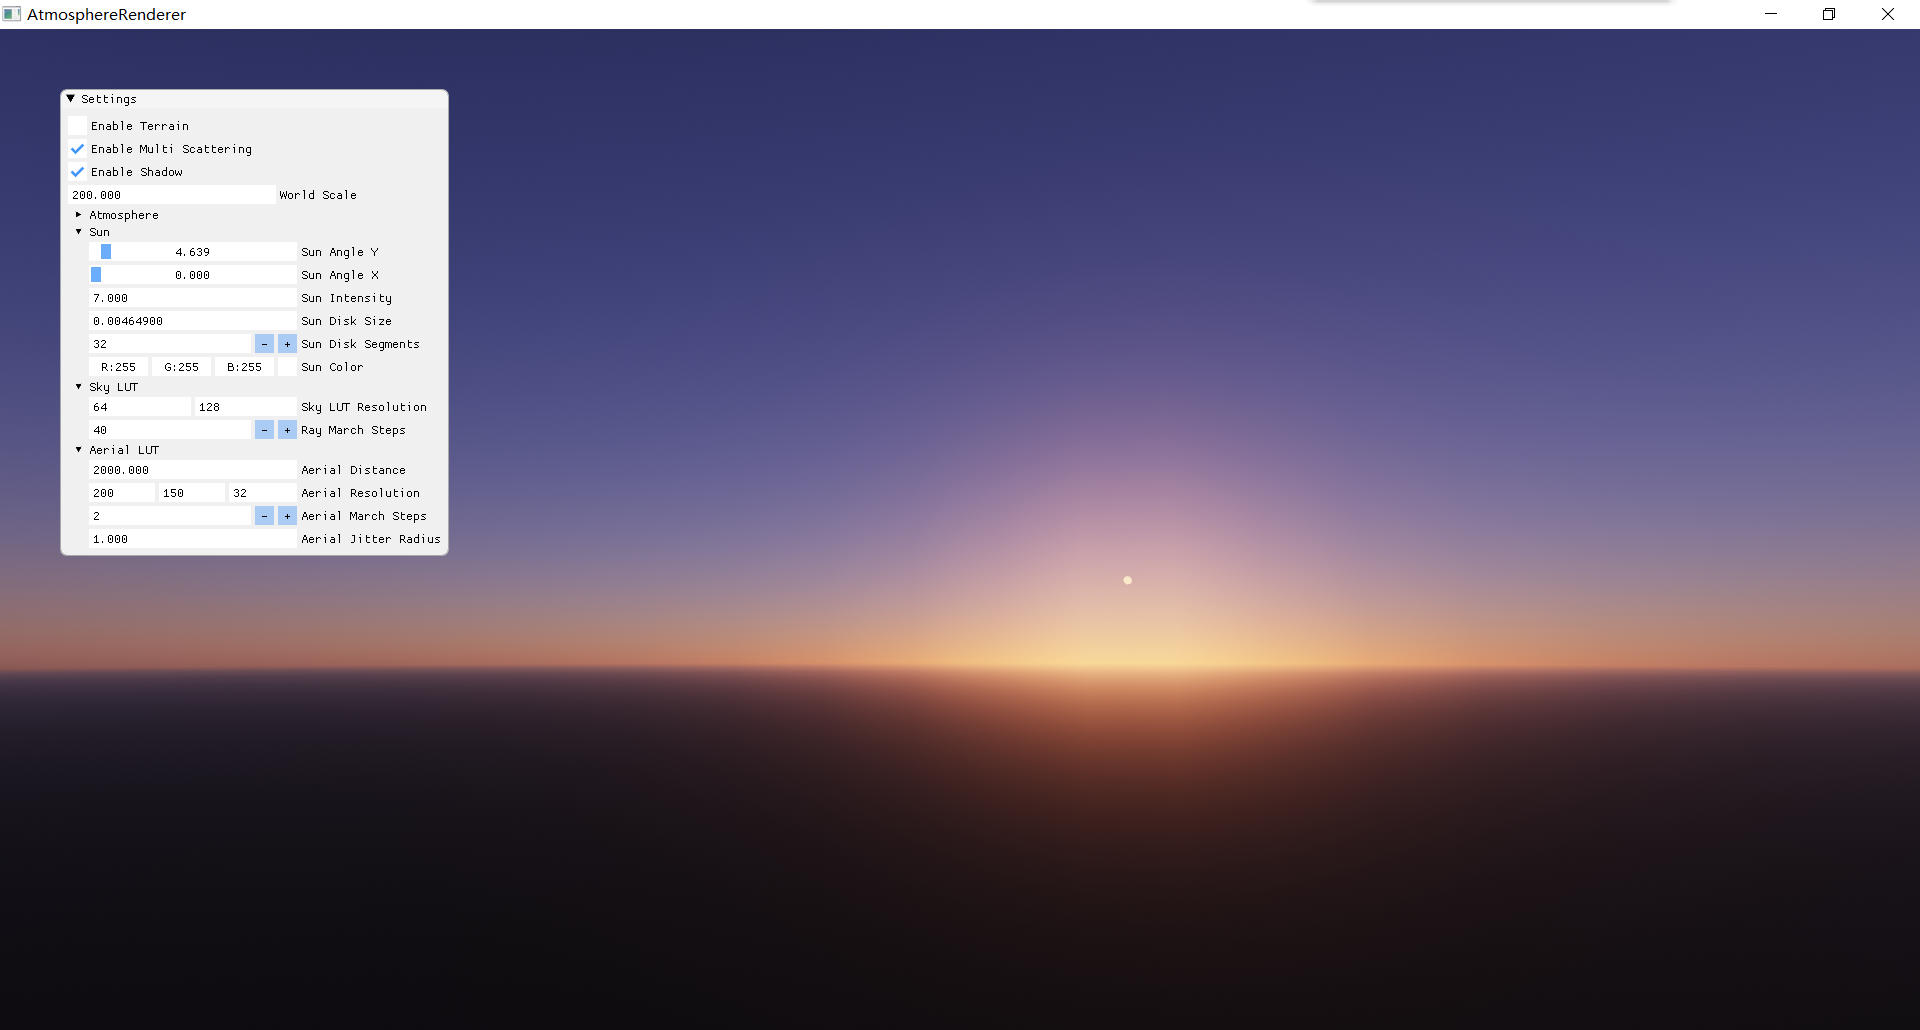 AtmosphereRenderer
Settings
Enable Terrain
Enable Multi Scattering
Enable Shadow
200.000 World Scale
Atmosphere
Sun
4.639 Sun Angle Y
0.000 Sun Angle X
7.000 Sun Intensity
0.00464900 Sun Disk Size
32 - + Sun Disk Segments
R:255 G:255 B:255 Sun Color
Sky LUT
64 128 Sky LUT Resolution
40 - + Ray March Steps
Aerial LUT
2000.000 Aerial Distance
200 150 32 Aerial Resolution
2 - + Aerial March Steps
1.000 Aerial Jitter Radius